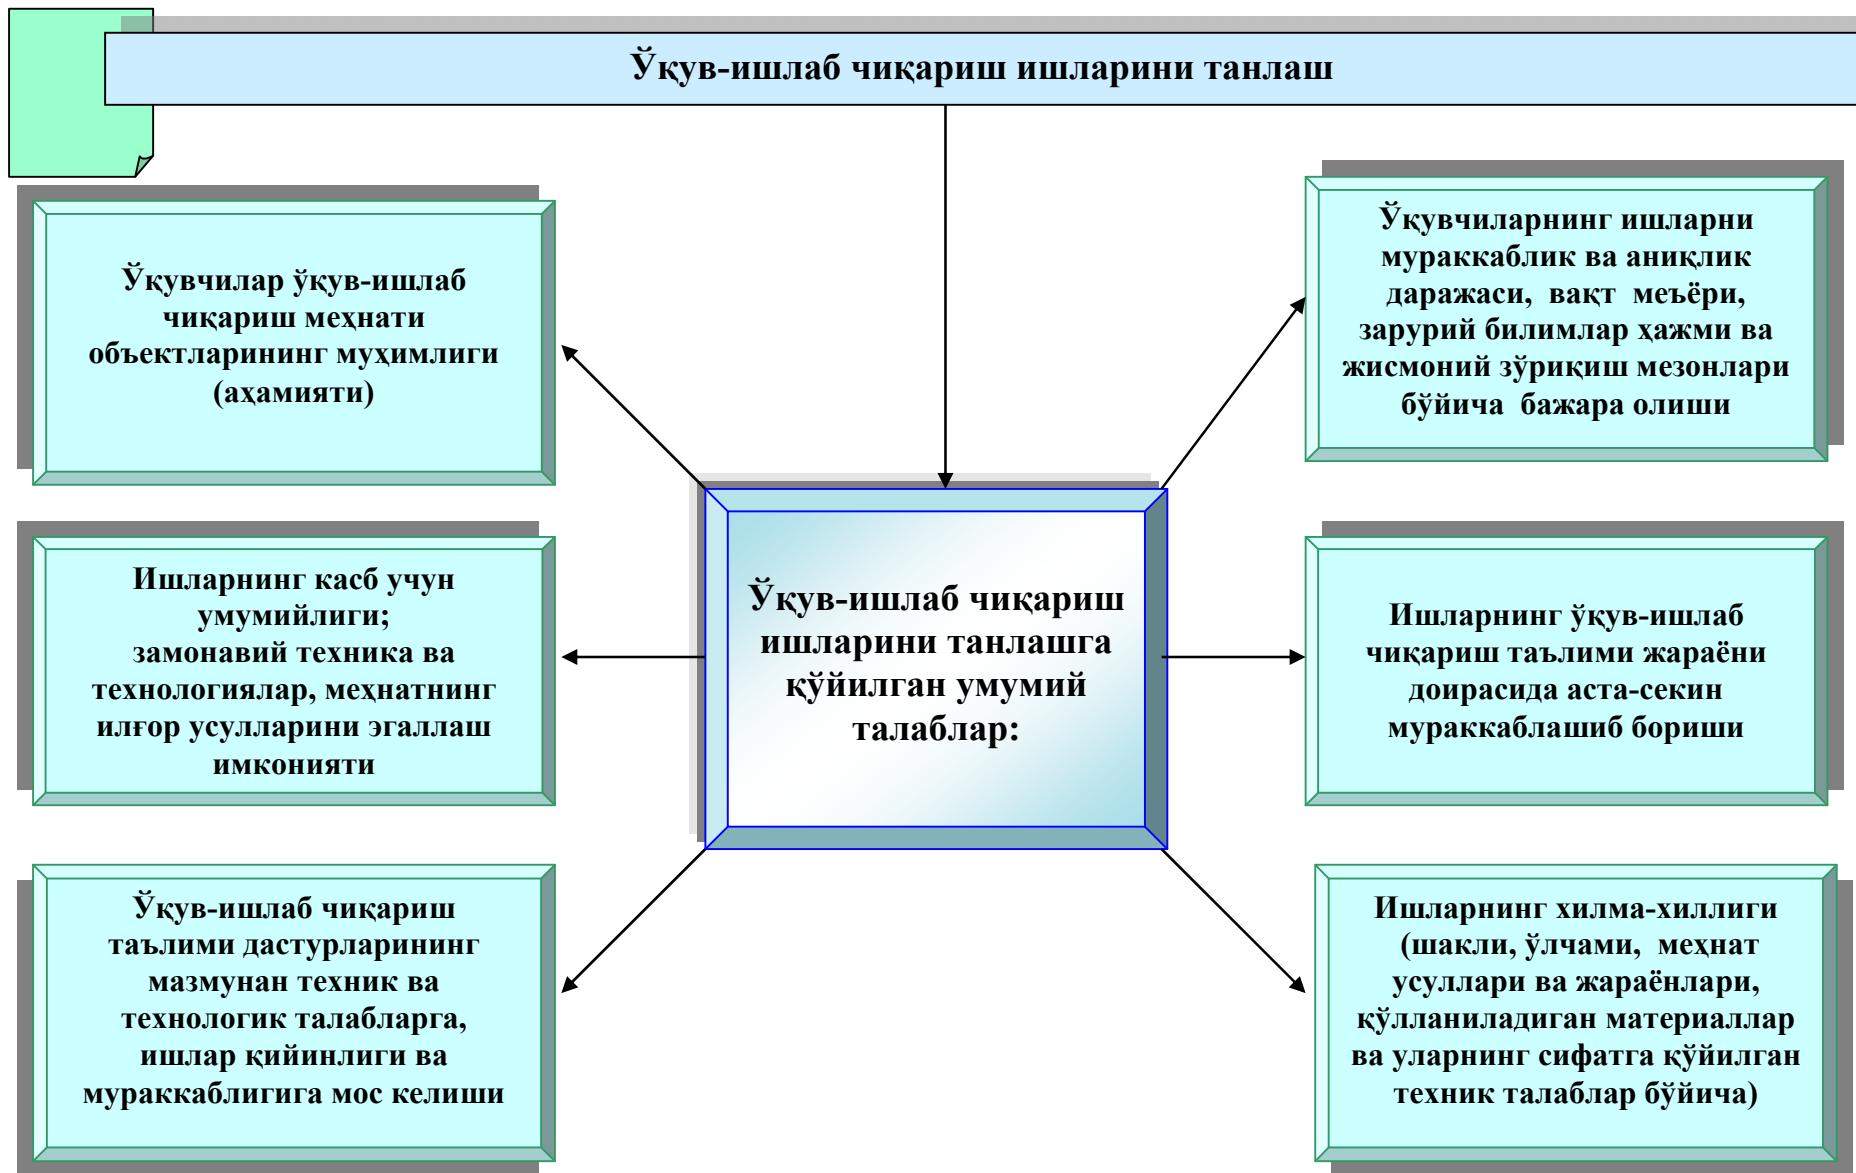 Ўқув-ишлаб чиқариш ишларини танлаш
Ўқувчилар ўқув-ишлаб
чиқариш меҳнати
объектларининг муҳимлиги
(аҳамияти)
Ўқувчиларнинг ишларни
мураккаблик ва аниқлик
даражаси, вақт меъёри,
зарурий билимлар ҳажми ва
жисмоний зўриқиш мезонлари
бўйича бажара олиши
Ишларнинг касб учун
умумийлиги;
замонавий техника ва
технологиялар, меҳнатнинг
илғор усулларини эгаллаш
имконияти
Ўқув-ишлаб чиқариш
ишларини танлашга
қўйилган умумий
талаблар:
Ишларнинг ўқув-ишлаб
чиқариш таълими жараёни
доирасида аста-секин
мураккаблашиб бориши
Ўқув-ишлаб чиқариш
таълими дастурларининг
мазмунан техник ва
технологик талабларга,
ишлар қийинлиги ва
мураккаблигига мос келиши
Ишларнинг хилма-хиллиги
(шакли, ўлчами, меҳнат
усуллари ва жараёнлари,
қўлланиладиган материаллар
ва уларнинг сифатга қўйилган
техник талаблар бўйича)